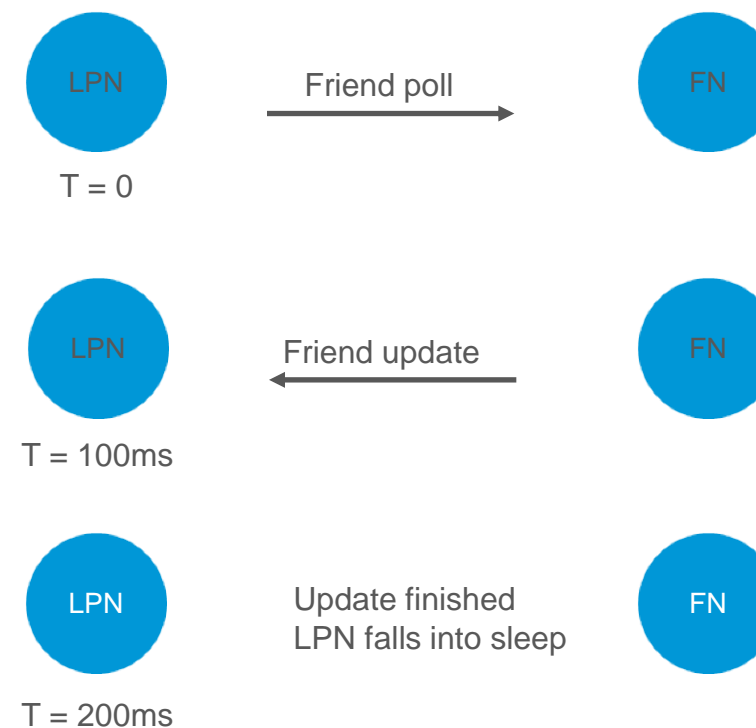 LPN
Friend poll
FN
T = 0
LPN
Friend update
FN
T = 100ms
LPN
Update finished
LPN falls into sleep
FN
T = 200ms